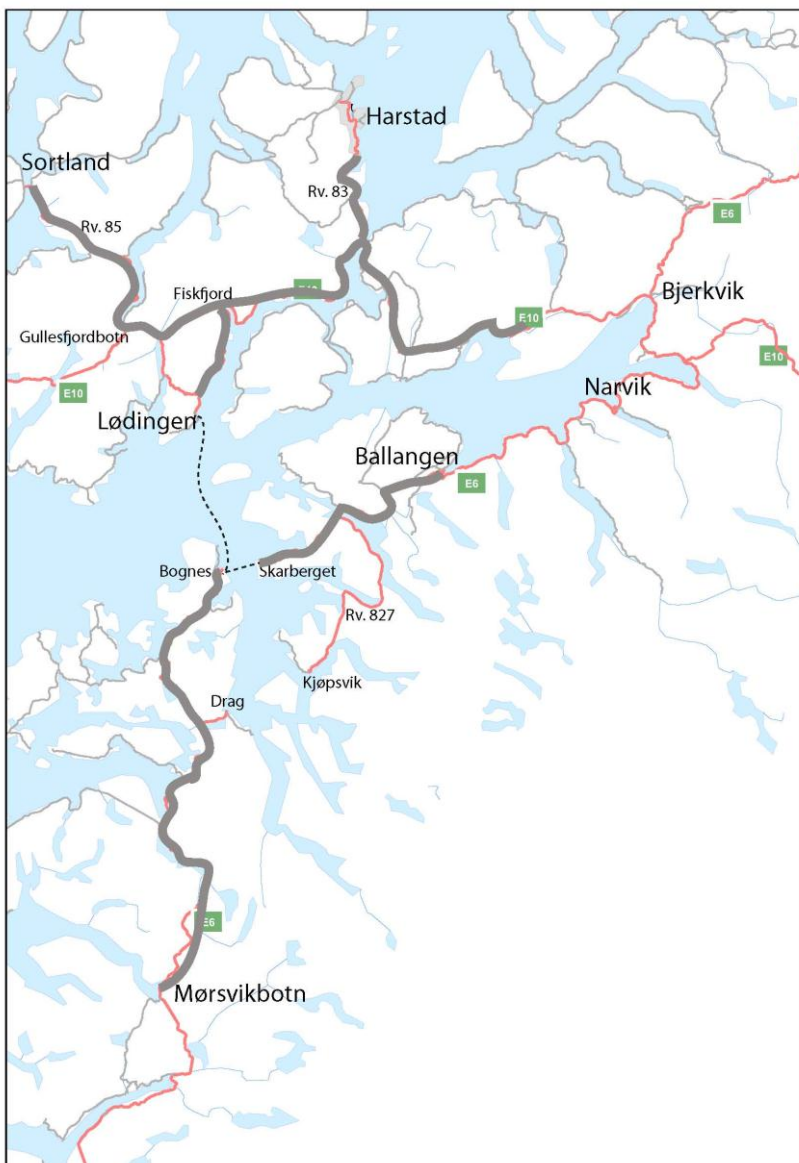 Harstad
Sortland
Rv. 83
E6
Rv. 85
Fiskfjord
Bjerkvik
E10
Gullesfjordbotn
E10
E10
Narvik
Lødingen
Ballangen
E6
Bognes
Skarberget
Rv. 827
Kjøpsvik
Drag
E6
Mørsvikbotn